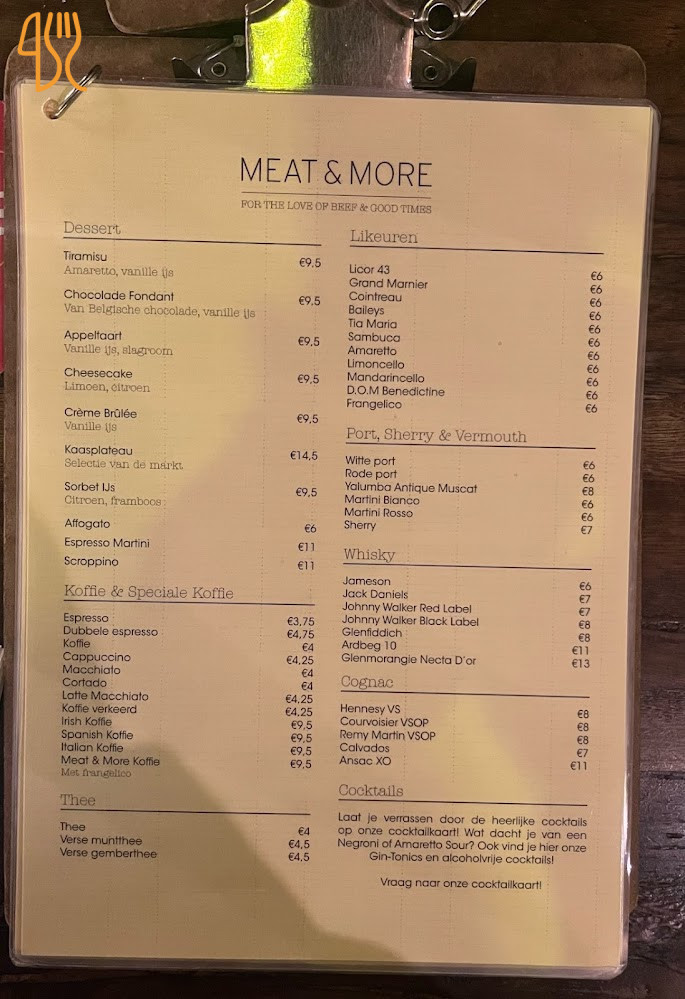 MEAT & MORE
FOR THE LOVE OF BEEF & GOOD TIMES
Dessert
Tiramisu €9,5
Amaretto, vanille ijs
Chocolade Fondant €9,5
Van Belgische chocolade, vanille ijs
Appeltaart €9,5
Vanille ijs, slagroom
Cheesecake €9,5
Limoen, citroen
Crème Brûlée €9,5
Vanille ijs
Kaasplateau €14,5
Selectie van de markt
Sorbet IJs €9,5
Citroen, framboos
Affogato €6
Espresso Martini €11
Scroppino €11
Koffie & Speciale Koffie
Espresso €3,75
Dubbele espresso €4,75
Koffie €4
Cappuccino €4,25
Macchiato €4
Cortado €4
Latte Macchiato €4,25
Koffie verkeerd €4,25
Irish Koffie €9,5
Spanish Koffie €9,5
Italian Koffie €9,5
Meat & More Koffie €9,5
Met frangalico
Thee
Thee €4
Verse muntthee €4,5
Verse gemberthee €4,5
Likeuren
Licor 43 €6
Grand Marnier €6
Cointreau €6
Baileys €6
Tia Maria €6
Sambuca €6
Amaretto €6
Limoncello €6
Mandarincello €6
D.O.M Benedictine €6
Frangelico €6
Port, Sherry & Vermouth
Witte port €6
Rode port €6
Yalumba Antique Muscat €8
Martini Bianco €6
Martini Rosso €6
Sherry €7
Whisky
Jameson €6
Jack Daniels €7
Johnny Walker Red Label €7
Johnny Walker Black Label €8
Glenfiddich €8
Ardbeg 10 €11
Glenmorangie Necta D'or €13
Cognac
Hennesy VS €8
Courvoisier VSOP €8
Remy Martin VSOP €8
Calvados €7
Ansac XO €11
Cocktails
Laat je verrassen door de heerlijke cocktails
op onze cocktailkaart! Wat dacht je van een
Negroni of Amaretto Sour? Ook vind je hier onze
Gin-Tonics en alcoholvrije cocktails!
Vraag naar onze cocktailkaart!